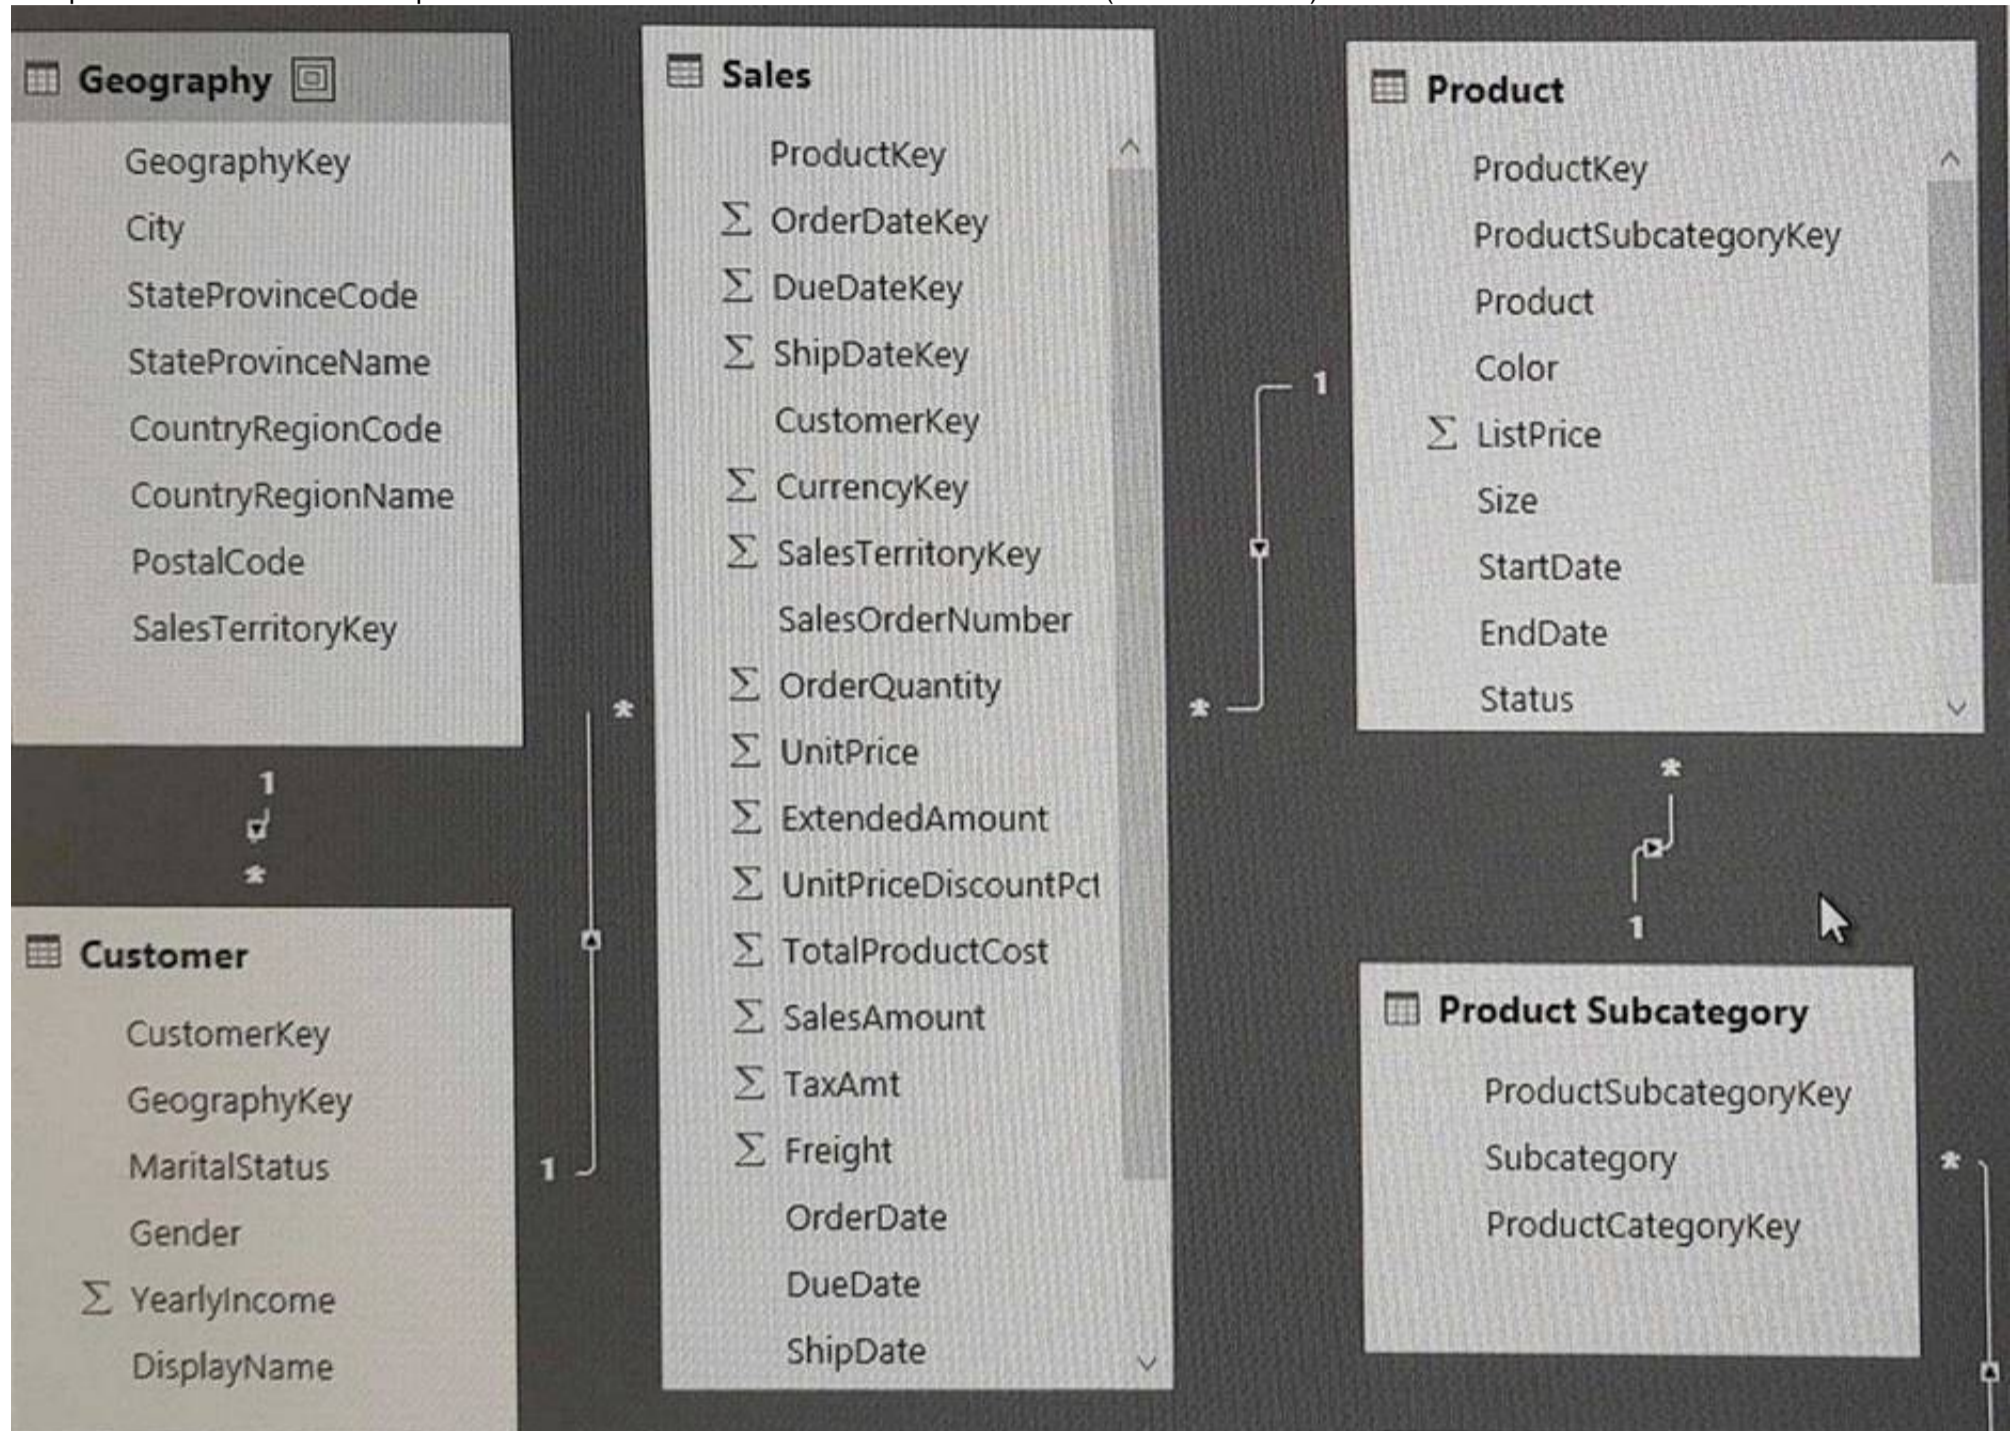 Geography
GeographyKey
City
StateProvinceCode
StateProvinceName
CountryRegionCode
CountryRegionName
PostalCode
SalesTerritoryKey
1
*
Customer
CustomerKey
GeographyKey
MaritalStatus
Gender
Σ YearlyIncome
DisplayName
1
*
Sales
ProductKey
Σ OrderDateKey
Σ DueDateKey
Σ ShipDateKey
CustomerKey
Σ CurrencyKey
Σ SalesTerritoryKey
SalesOrderNumber
Σ OrderQuantity
Σ UnitPrice
Σ ExtendedAmount
Σ UnitPriceDiscountPct
Σ TotalProductCost
Σ SalesAmount
Σ TaxAmt
Σ Freight
OrderDate
DueDate
ShipDate
*
1
Product
ProductKey
ProductSubcategoryKey
Product
Color
Σ ListPrice
Size
StartDate
EndDate
Status
*
1
Product Subcategory
ProductSubcategoryKey
Subcategory
ProductCategoryKey
*